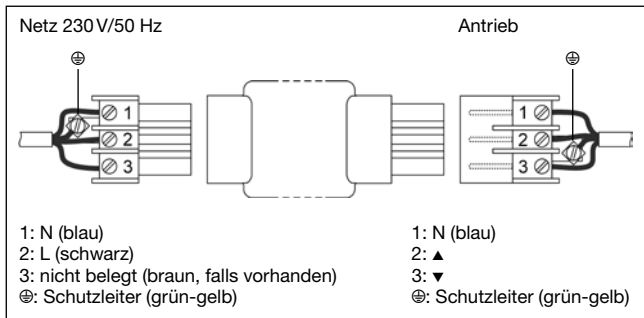 Netz 230 V/50 Hz
Antrieb
1
2
3
1
2
3
1: N (blau)
2: L (schwarz)
3: nicht belegt (braun, falls vorhanden)
⏚: Schutzleiter (grün-gelb)
1: N (blau)
2: ▲
3: ▼
⏚: Schutzleiter (grün-gelb)